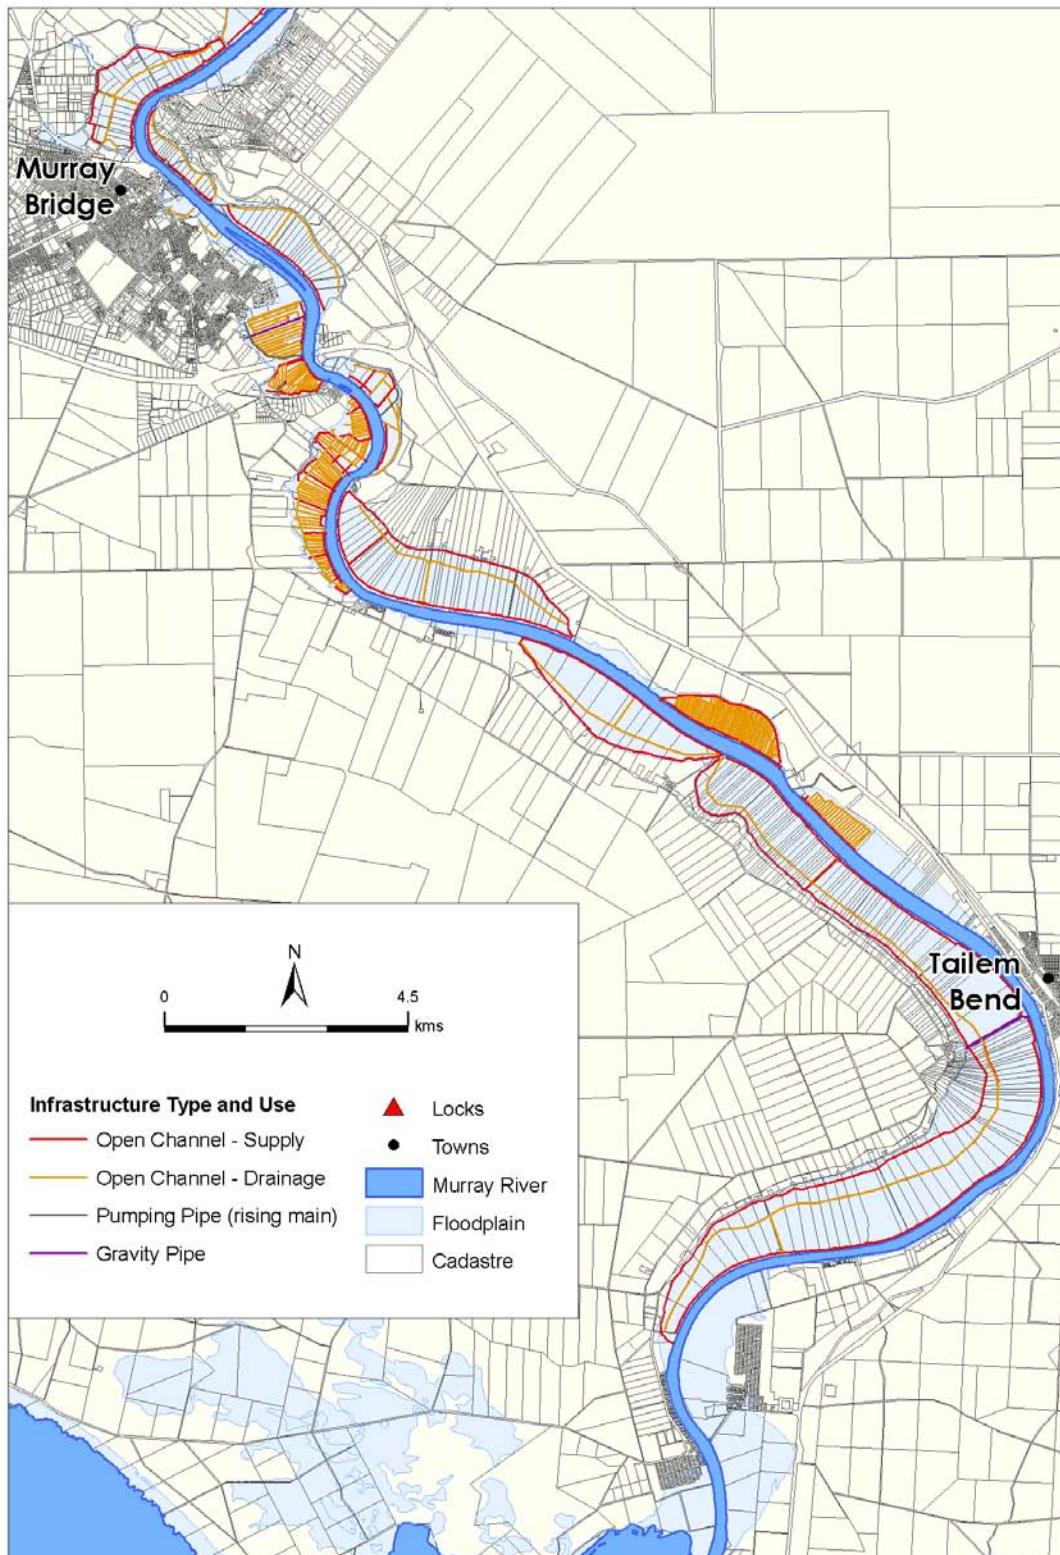 Murray
Bridge
Tailem
Bend
N
0 4.5
kms
Infrastructure Type and Use
Open Channel - Supply
Open Channel - Drainage
Pumping Pipe (rising main)
Gravity Pipe
Locks
Towns
Murray River
Floodplain
Cadastre